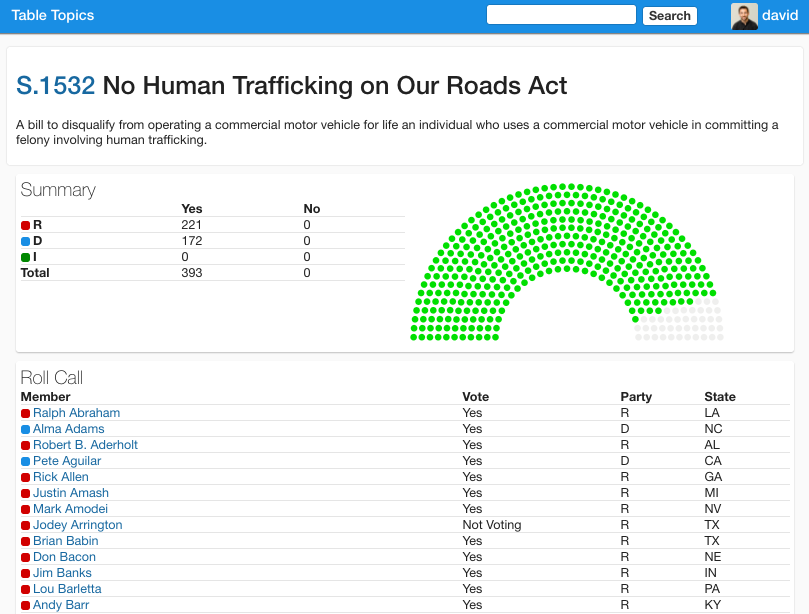 Table Topics Search david
S.1532 No Human Trafficking on Our Roads Act
A bill to disqualify from operating a commercial motor vehicle for life an individual who uses a commercial motor vehicle in committing a
felony involving human trafficking.
Summary
Yes No
R 221 0
D 172 0
I 0 0
Total 393 0
Roll Call
Member Vote Party State
Ralph Abraham Yes R LA
Alma Adams Yes D NC
Robert B. Aderholt Yes R AL
Pete Aguilar Yes D CA
Rick Allen Yes R GA
Justin Amash Yes R MI
Mark Amodei Yes R NV
Jodey Arrington Not Voting R TX
Brian Babin Yes R TX
Don Bacon Yes R NE
Jim Banks Yes R IN
Lou Barletta Yes R PA
Andy Barr Yes R KY